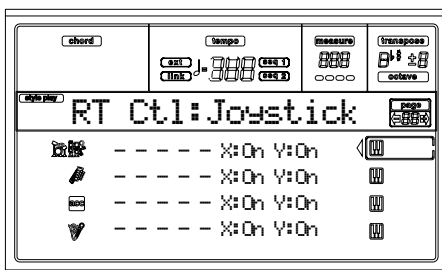 chord tempo measure transpose
ext ♩= seq 1
link seq 2
octave
style play
RT Ctl:Joystick
page
- - - - - X:On Y:On
- - - - - X:On Y:On
acc - - - - - X:On Y:On
- - - - - X:On Y:On